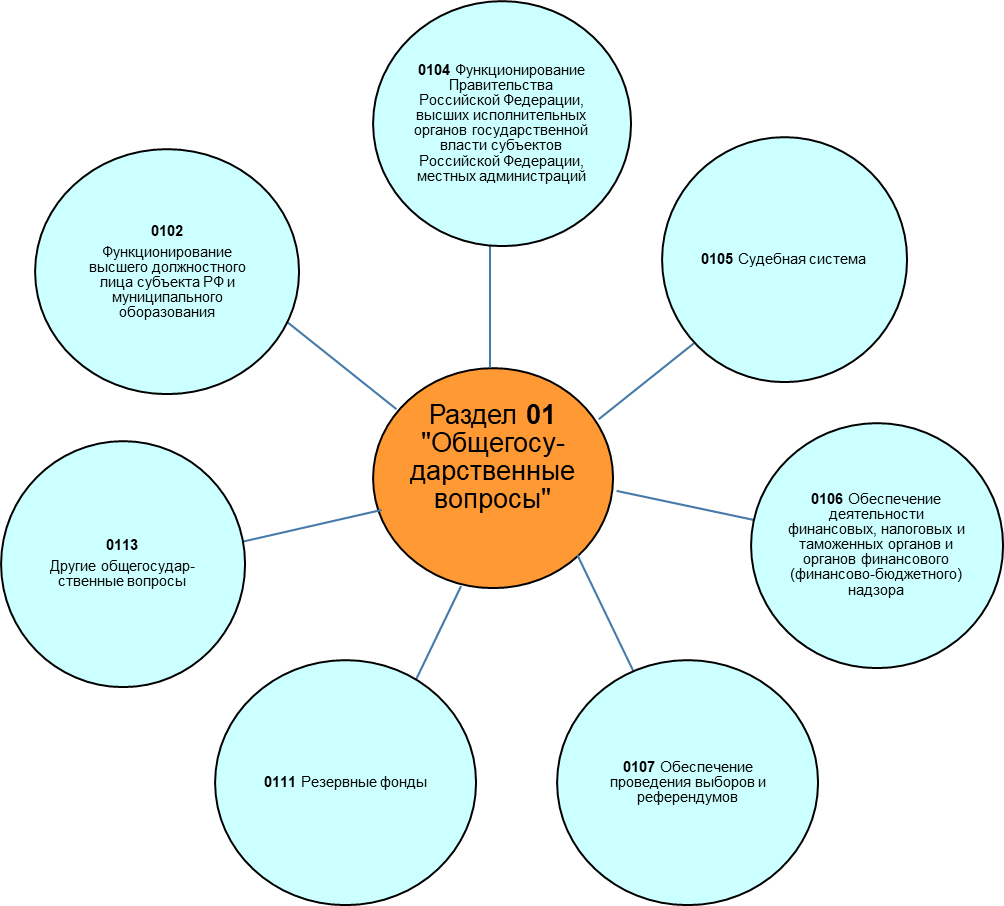 0104 Функционирование
Правительства
Российской Федерации,
высших исполнительных
органов государственной
власти субъектов
Российской Федерации,
местных администраций
0102
Функционирование
высшего должностного
лица субъекта РФ и
муниципального
оборазования
0105 Судебная система
Раздел 01
"Общегосу-
дарственные
вопросы"
0106 Обеспечение
деятельности
финансовых, налоговых и
таможенных органов и
органов финансового
(финансово-бюджетного)
надзора
0113
Другие общегосудар-
ственные вопросы
0111 Резервные фонды
0107 Обеспечение
проведения выборов и
референдумов